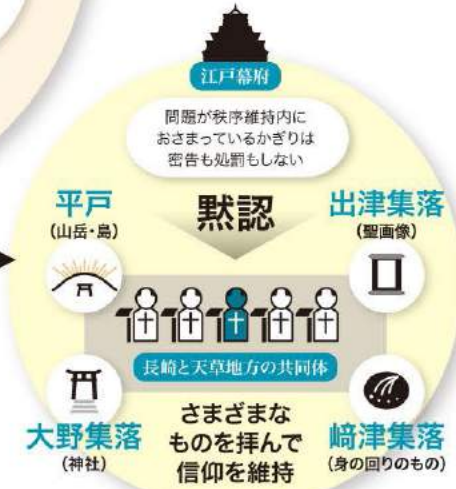 江戸幕府
問題が秩序維持内に
おさまっているかぎりは
密告も処罰もしない
黙認
平戸
(山岳・島)
出津集落
(聖画像)
長崎と天草地方の共同体
大野集落
(神社)
さまざまな
ものを拝んで
信仰を維持
﨑津集落
(身の回りのもの)